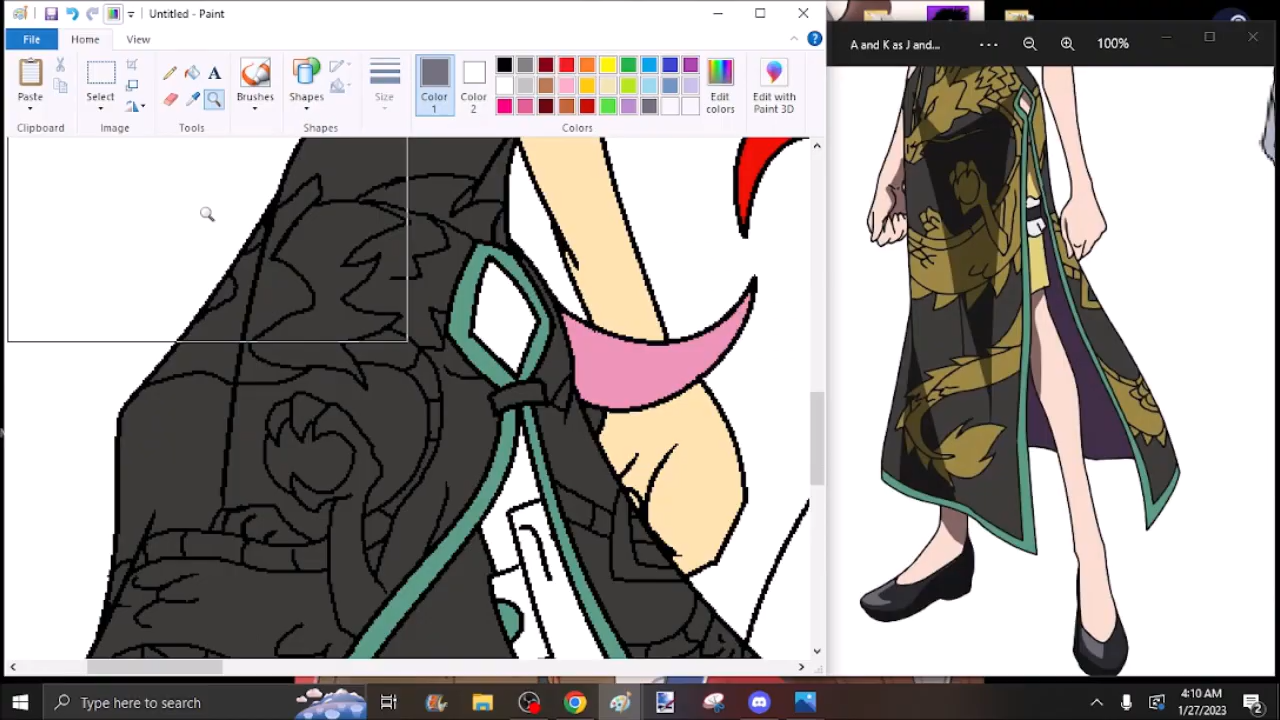 Untitled - Paint
File
Home
View
Paste
Select
A
Brushes
Shapes
Size
Color
1
Color
2
Edit
colors
Edit with
Paint 3D
Clipboard
Image
Tools
Shapes
Colors
A and K as J and...
100%
Type here to search
4:10 AM
1/27/2023
2